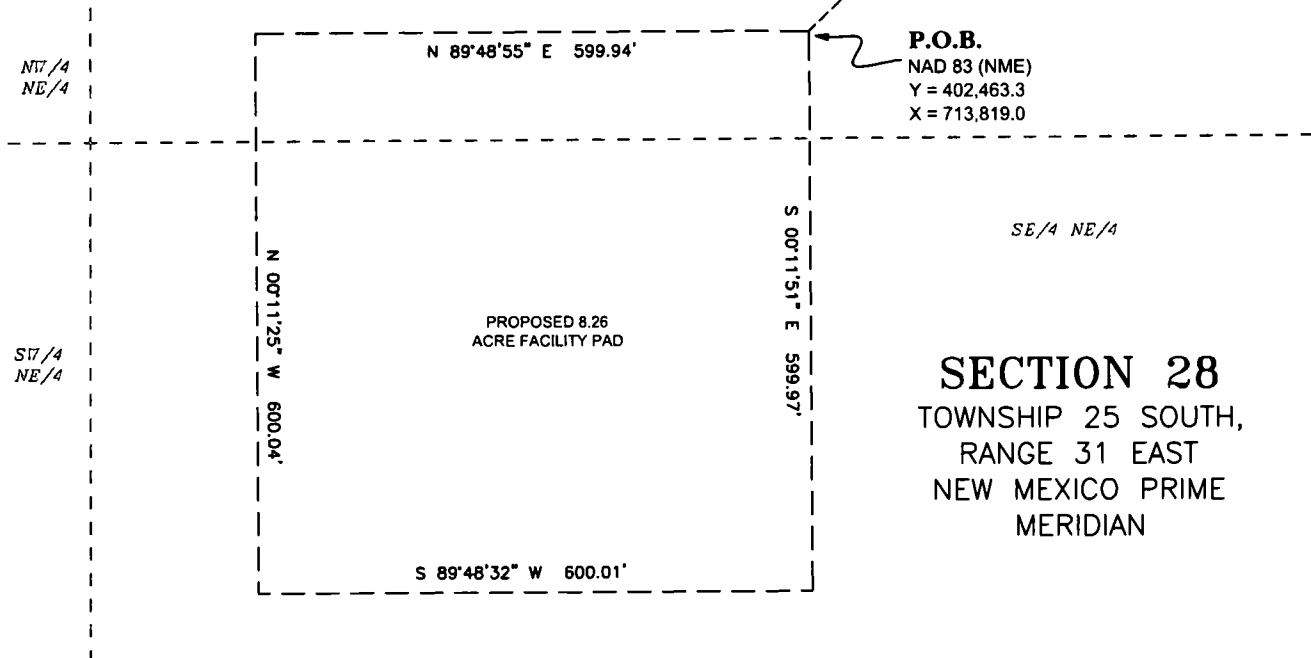 N 89°48'55" E 599.94'
P.O.B.
NAD 83 (NME)
Y = 402,463.3
X = 713,819.0
NW/4
NE/4
S 00°11'51" E 599.97'
SE/4 NE/4
N 00°11'25" W 600.04'
PROPOSED 8.26
ACRE FACILITY PAD
SW/4
NE/4
SECTION 28
TOWNSHIP 25 SOUTH,
RANGE 31 EAST
NEW MEXICO PRIME
MERIDIAN
S 89°48'32" W 600.01'